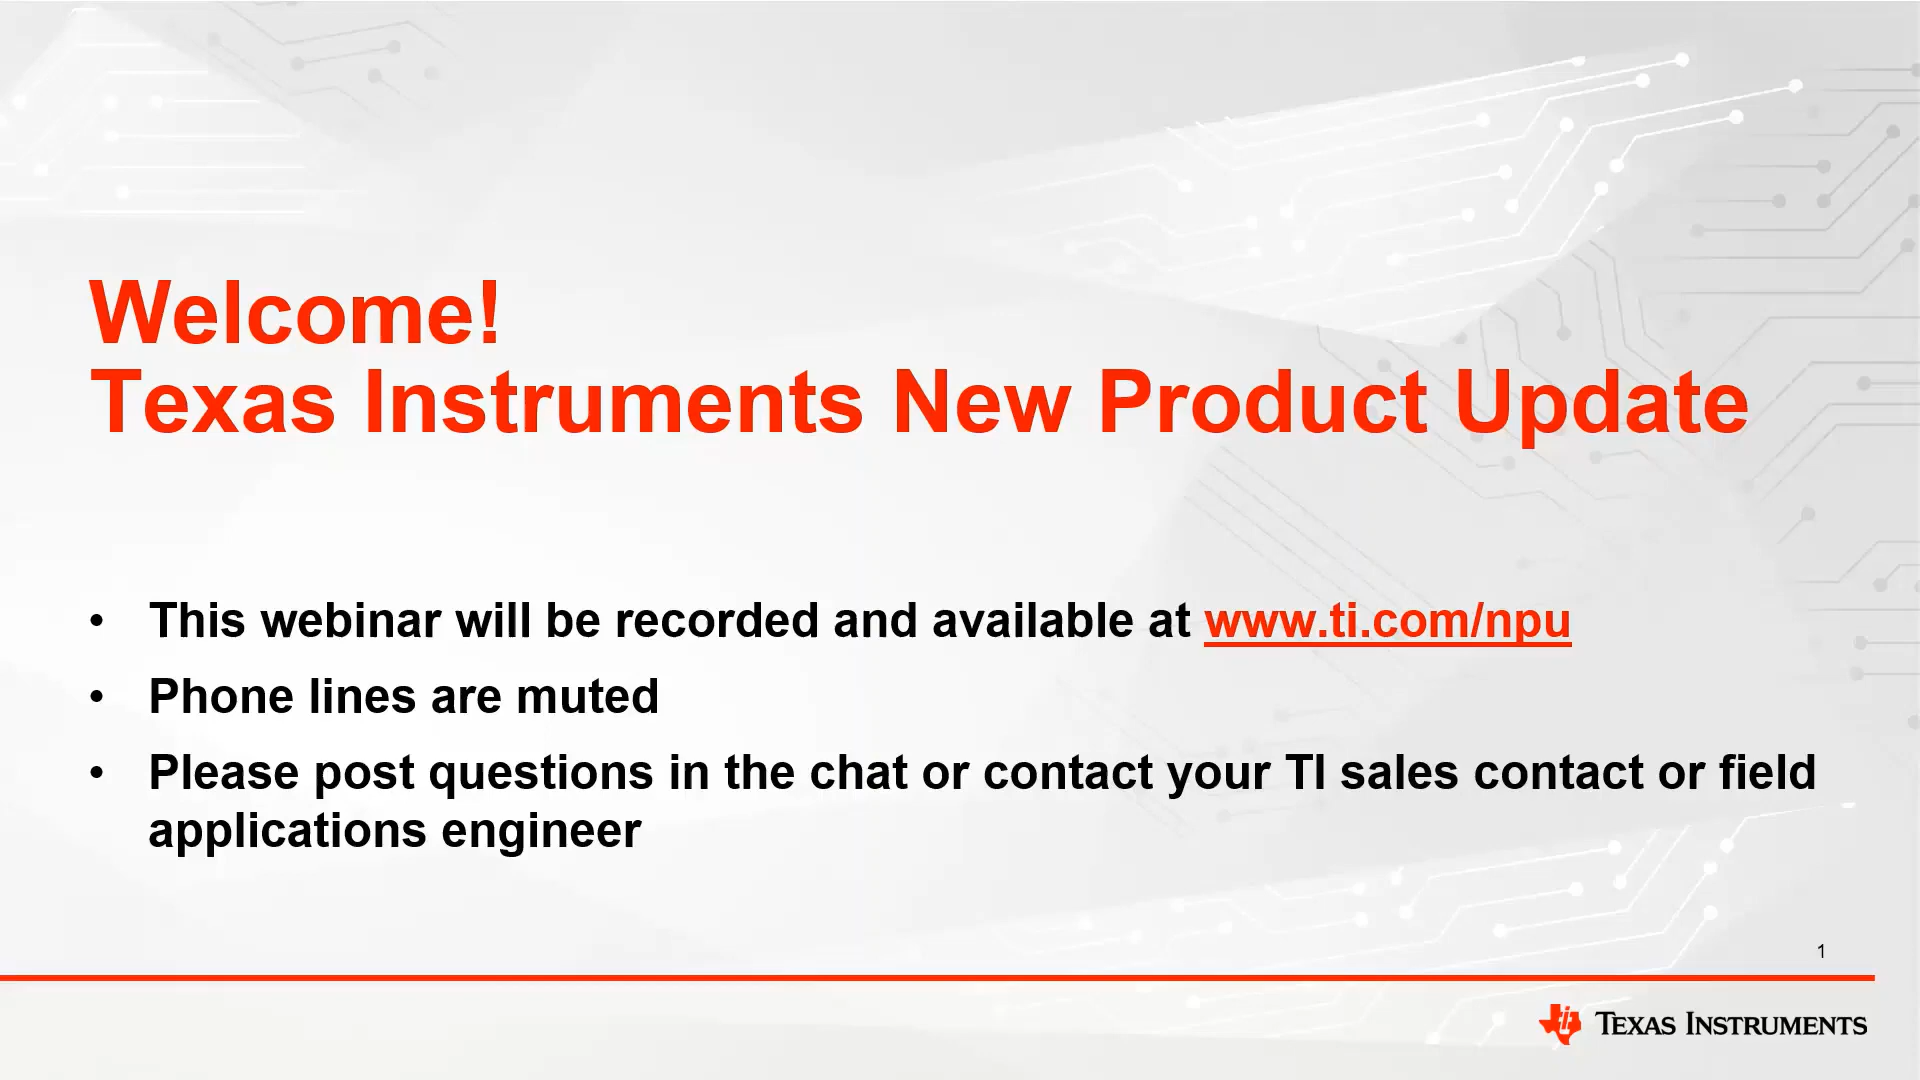 Welcome!
Texas Instruments New Product Update
• This webinar will be recorded and available at www.ti.com/npu
• Phone lines are muted
• Please post questions in the chat or contact your TI sales contact or field
applications engineer
1
TEXAS INSTRUMENTS